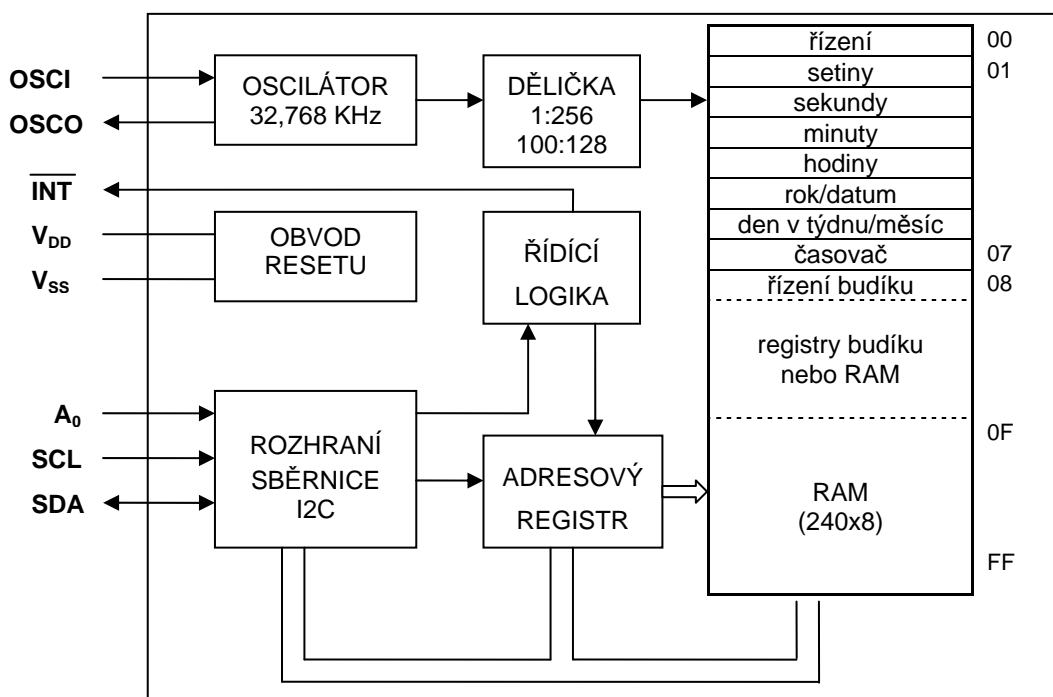 OSCI
OSCO
INT
VDD
VSS
A0
SCL
SDA
OSCILÁTOR
32,768 KHz
DĚLIČKA
1:256
100:128
OBVOD
RESETU
ŘÍDÍCÍ
LOGIKA
ROZHRANÍ
SBĚRNICE
I2C
ADRESOVÝ
REGISTR
řízení 00
setiny 01
sekundy
minuty
hodiny
rok/datum
den v týdnu/měsíc
časovač 07
řízení budíku 08
registry budíku
nebo RAM
0F
RAM
(240x8)
FF